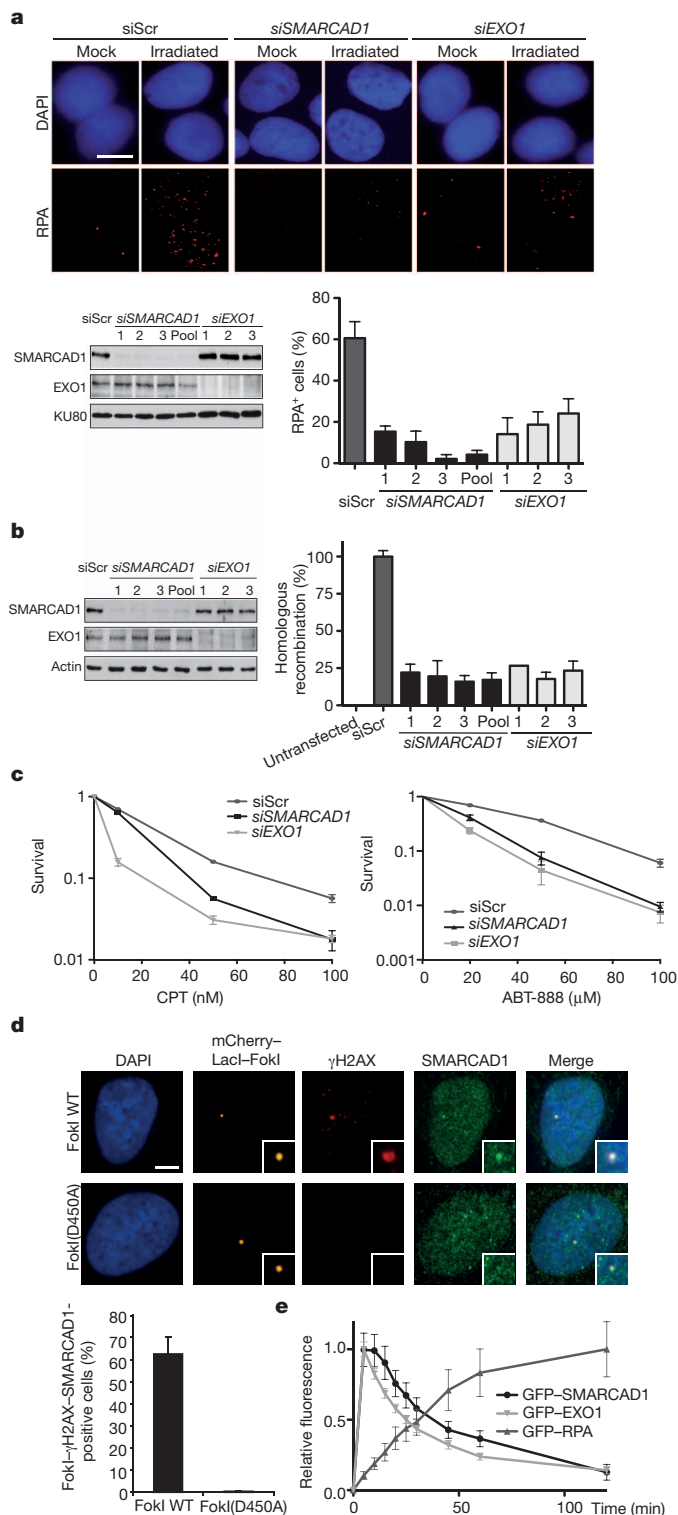 a
siScr siSMARCAD1 siEXO1
Mock Irradiated Mock Irradiated Mock Irradiated
DAPI
RPA
siScr siSMARCAD1 siEXO1
1 2 3 Pool 1 2 3
SMARCAD1
EXO1
KU80
RPA+ cells (%)
80
60
40
20
0
1 2 3 Pool 1 2 3
siScr siSMARCAD1 siEXO1
b
siScr siSMARCAD1 siEXO1
1 2 3 Pool 1 2 3
SMARCAD1
EXO1
Actin
Homologous
recombination (%)
100
75
50
25
0
Untransfected
siScr
1 2 3 Pool 1 2 3
siSMARCAD1 siEXO1
c
Survival
1
0.1
0.01
0 20 40 60 80 100
CPT (nM)
siScr
siSMARCAD1
siEXO1
Survival
1
0.1
0.01
0.001
0 20 40 60 80 100
ABT-888 (μM)
siScr
siSMARCAD1
siEXO1
d
DAPI
mCherry–
LacI–FokI
γH2AX
SMARCAD1
Merge
FokI WT
FokI(D450A)
FokI–γH2AX–SMARCAD1-
positive cells (%)
80
70
60
50
40
30
20
10
0
FokI WT FokI(D450A)
e
Relative fluorescence
1.0
0.5
0
0 50 100 Time (min)
GFP–SMARCAD1
GFP–EXO1
GFP–RPA